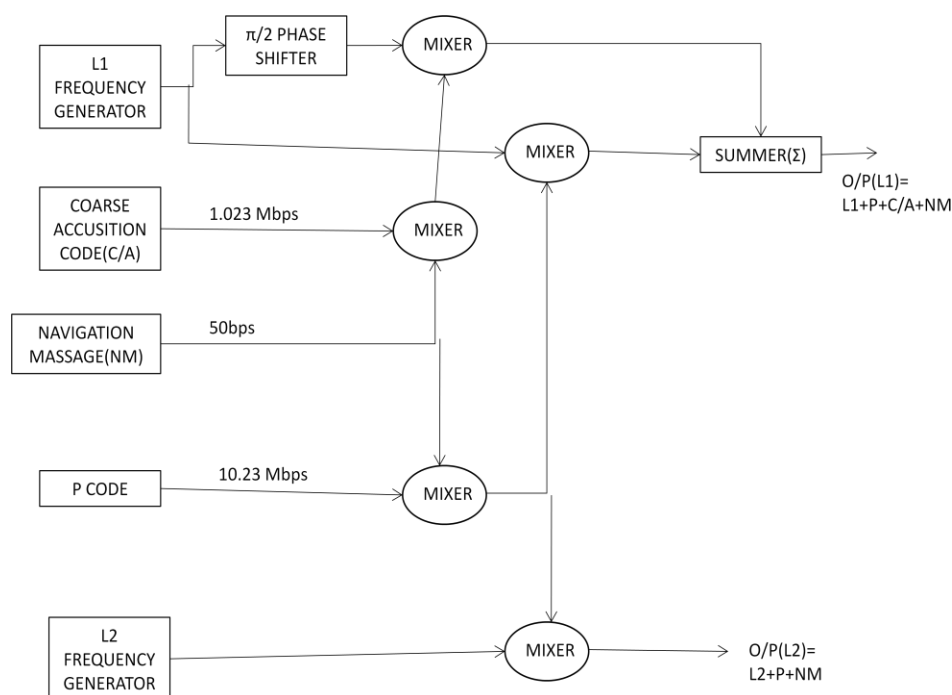 π/2 PHASE
SHIFTER
MIXER
L1
FREQUENCY
GENERATOR
MIXER
SUMMER(Σ)
O/P(L1)=
L1+P+C/A+NM
COARSE
ACCUSITION
CODE(C/A)
1.023 Mbps
MIXER
NAVIGATION
MASSAGE(NM)
50bps
P CODE
10.23 Mbps
MIXER
L2
FREQUENCY
GENERATOR
MIXER
O/P(L2)=
L2+P+NM